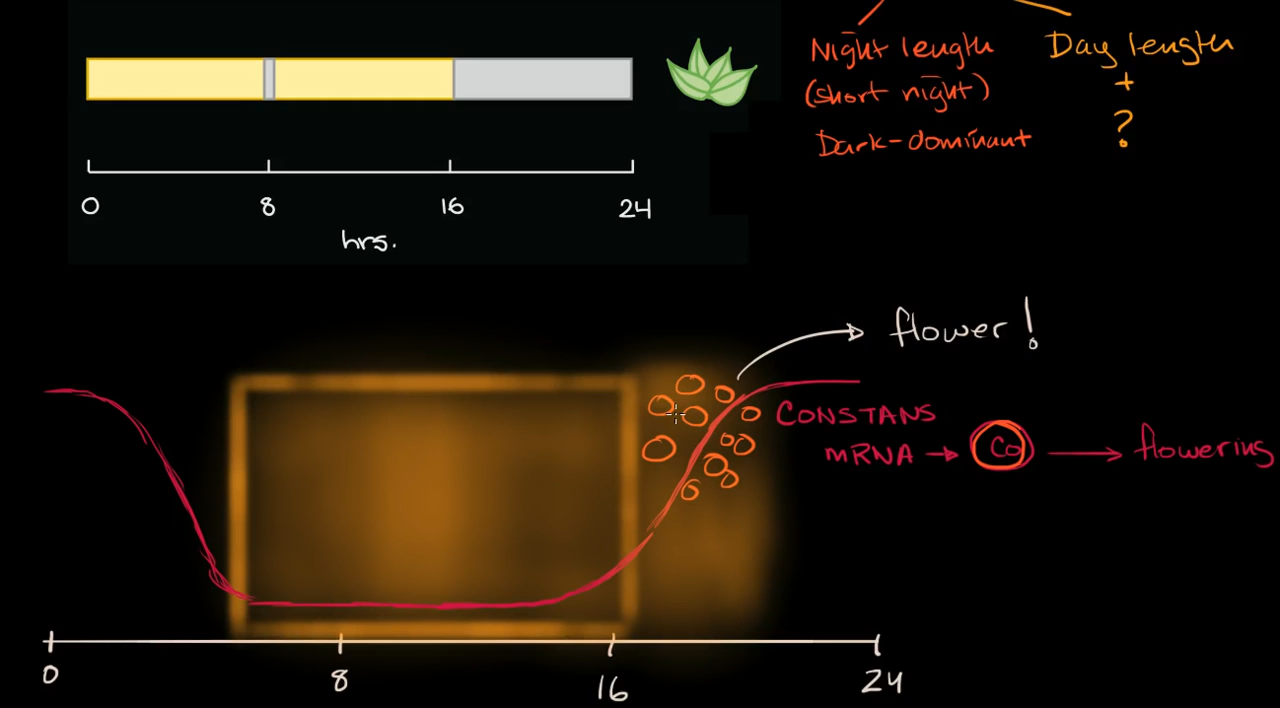 Night length
(short night)
Dark-dominant
Day length
+
?
0 8 16 24
hrs.
flower!
CONSTANS
mRNA → CO → flowering
0 8 16 24